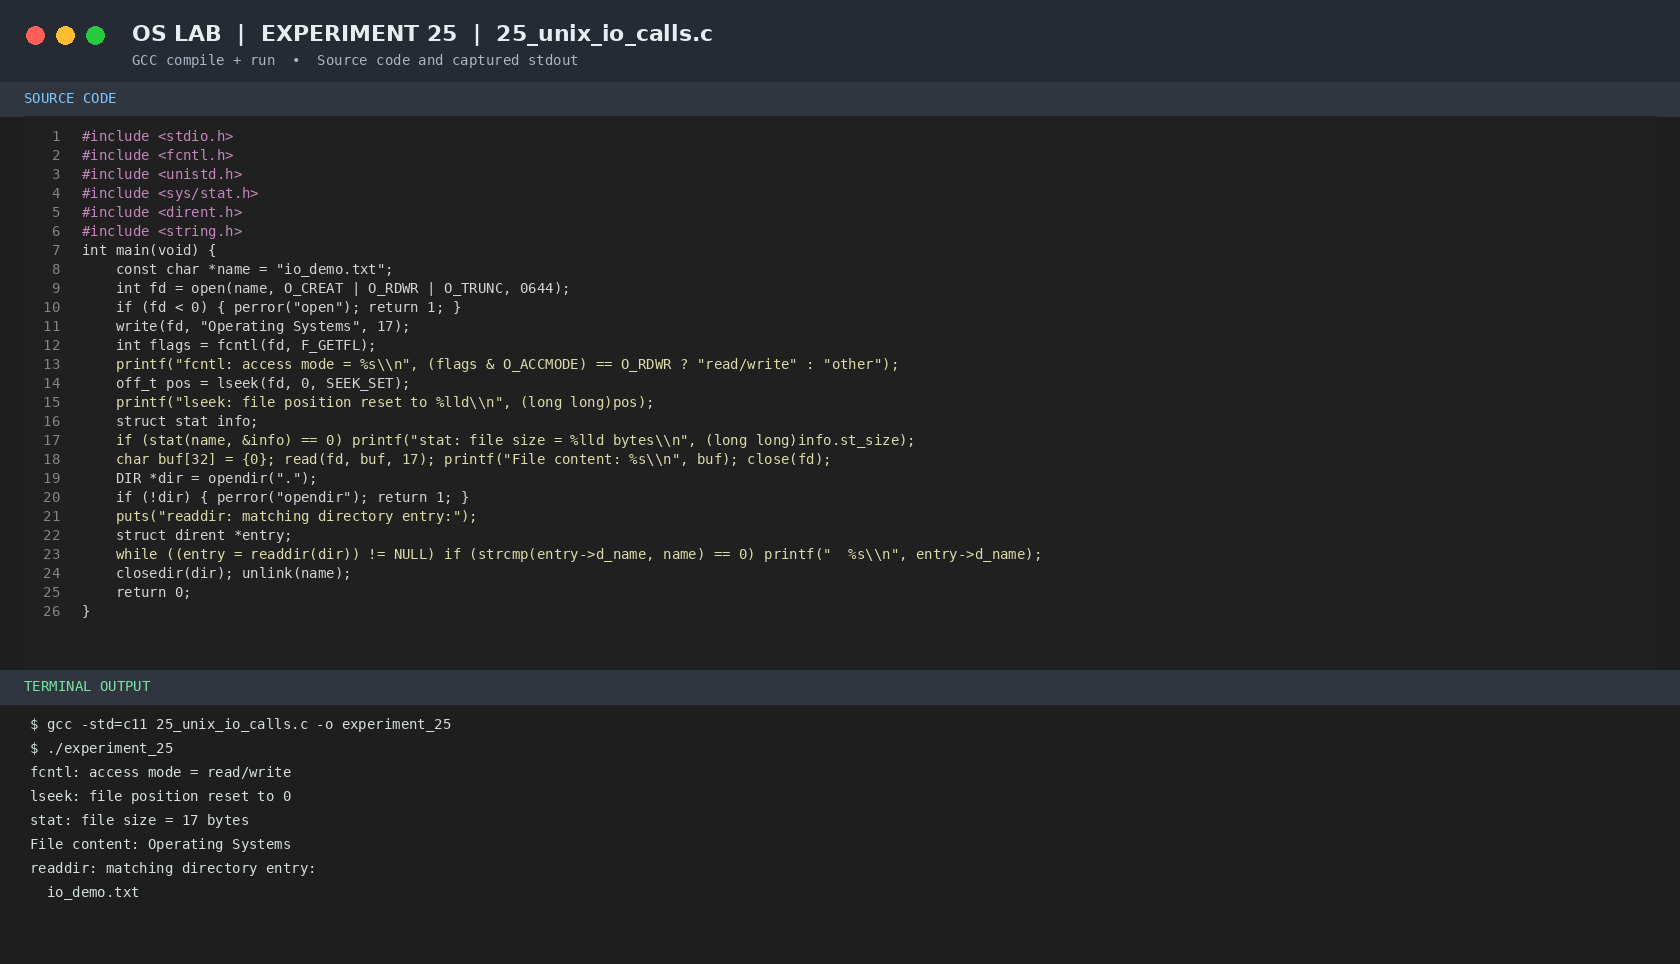 OS LAB | EXPERIMENT 25 | 25_unix_io_calls.c
GCC compile + run • Source code and captured stdout
SOURCE CODE
1 #include <stdio.h>
2 #include <fcntl.h>
3 #include <unistd.h>
4 #include <sys/stat.h>
5 #include <dirent.h>
6 #include <string.h>
7 int main(void) {
8     const char *name = "io_demo.txt";
9     int fd = open(name, O_CREAT | O_RDWR | O_TRUNC, 0644);
10     if (fd < 0) { perror("open"); return 1; }
11     write(fd, "Operating Systems", 17);
12     int flags = fcntl(fd, F_GETFL);
13     printf("fcntl: access mode = %s\\n", (flags & O_ACCMODE) == O_RDWR ? "read/write" : "other");
14     off_t pos = lseek(fd, 0, SEEK_SET);
15     printf("lseek: file position reset to %lld\\n", (long long)pos);
16     struct stat info;
17     if (stat(name, &info) == 0) printf("stat: file size = %lld bytes\\n", (long long)info.st_size);
18     char buf[32] = {0}; read(fd, buf, 17); printf("File content: %s\\n", buf); close(fd);
19     DIR *dir = opendir(".");
20     if (!dir) { perror("opendir"); return 1; }
21     puts("readdir: matching directory entry:");
22     struct dirent *entry;
23     while ((entry = readdir(dir)) != NULL) if (strcmp(entry->d_name, name) == 0) printf("  %s\\n", entry->d_name);
24     closedir(dir); unlink(name);
25     return 0;
26 }
TERMINAL OUTPUT
$ gcc -std=c11 25_unix_io_calls.c -o experiment_25
$ ./experiment_25
fcntl: access mode = read/write
lseek: file position reset to 0
stat: file size = 17 bytes
File content: Operating Systems
readdir: matching directory entry:
  io_demo.txt